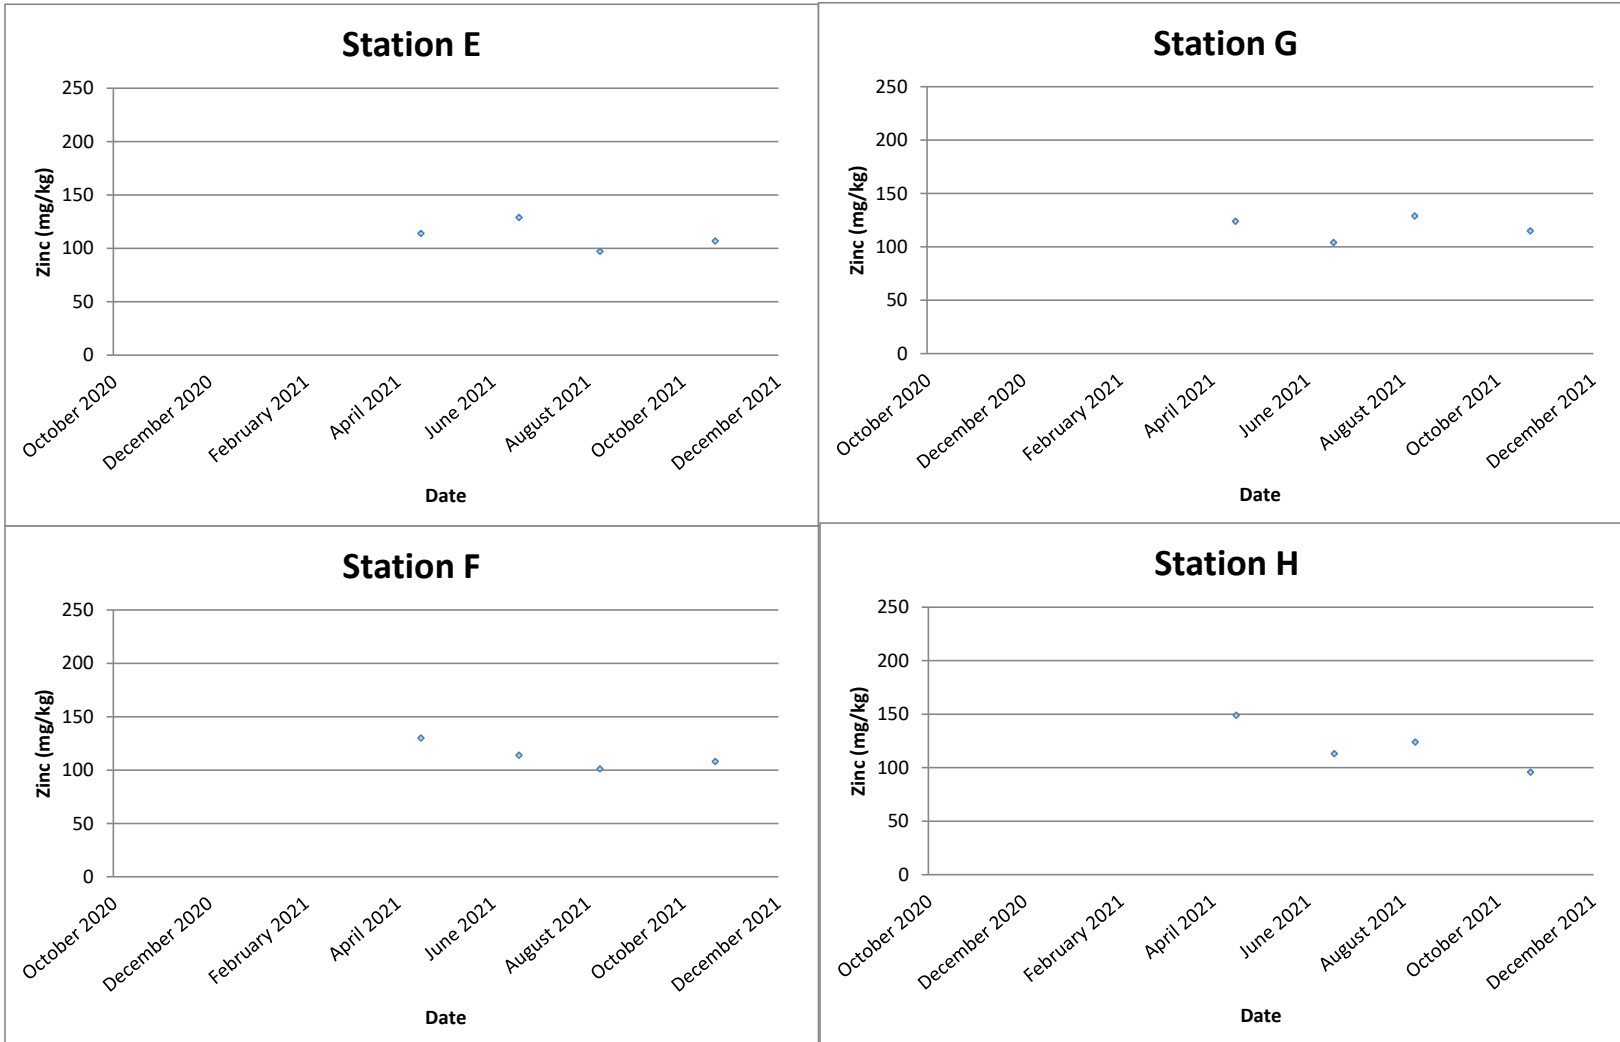 Station E
250
200
150
100
50
0
Zinc (mg/kg)
October 2020
December 2020
February 2021
April 2021
June 2021
August 2021
October 2021
December 2021
Date
Station G
250
200
150
100
50
0
Zinc (mg/kg)
October 2020
December 2020
February 2021
April 2021
June 2021
August 2021
October 2021
December 2021
Date
Station F
250
200
150
100
50
0
Zinc (mg/kg)
October 2020
December 2020
February 2021
April 2021
June 2021
August 2021
October 2021
December 2021
Date
Station H
250
200
150
100
50
0
Zinc (mg/kg)
October 2020
December 2020
February 2021
April 2021
June 2021
August 2021
October 2021
December 2021
Date